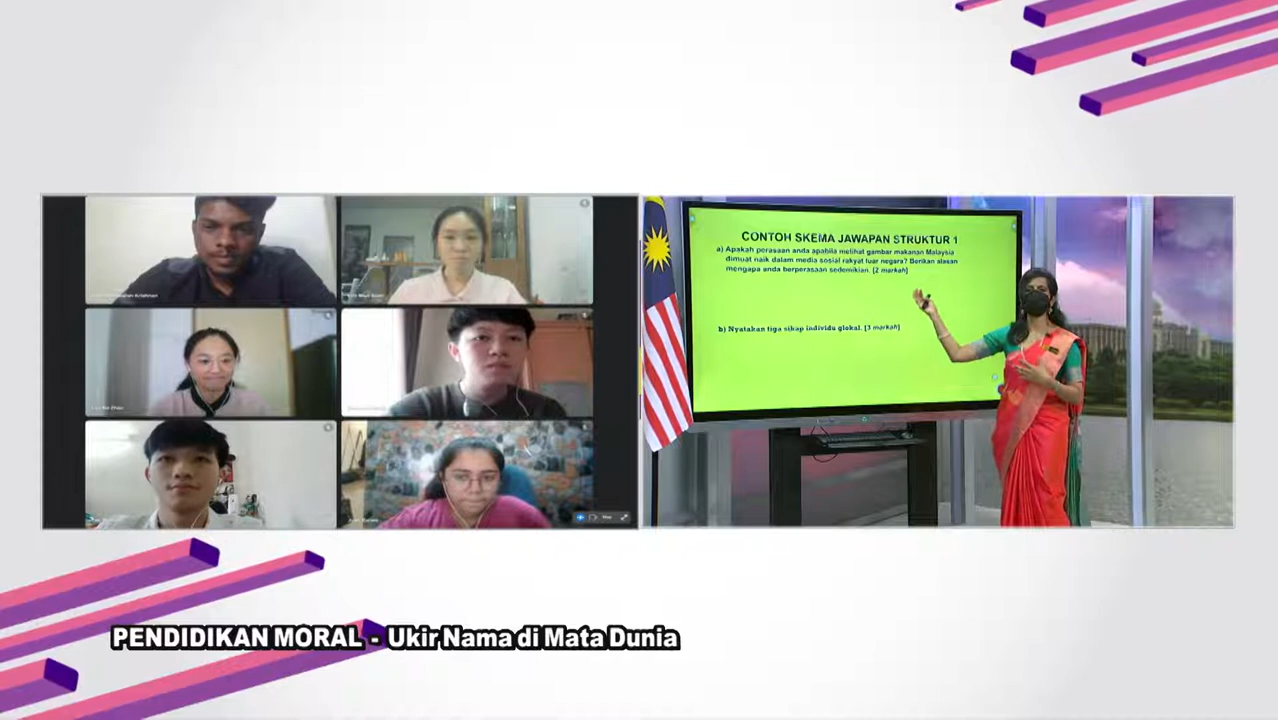 CONTOH SKEMA JAWAPAN STRUKTUR 1
a) Apakah perasaan anda apabila melihat gambar makanan Malaysia
dimuat naik dalam media sosial rakyat luar negara? Berikan alasan
mengapa anda berperasaan sedemikian. [2 markah]
b) Nyatakan tiga sikap individu glokal. [3 markah]
PENDIDIKAN MORAL - Ukir Nama di Mata Dunia